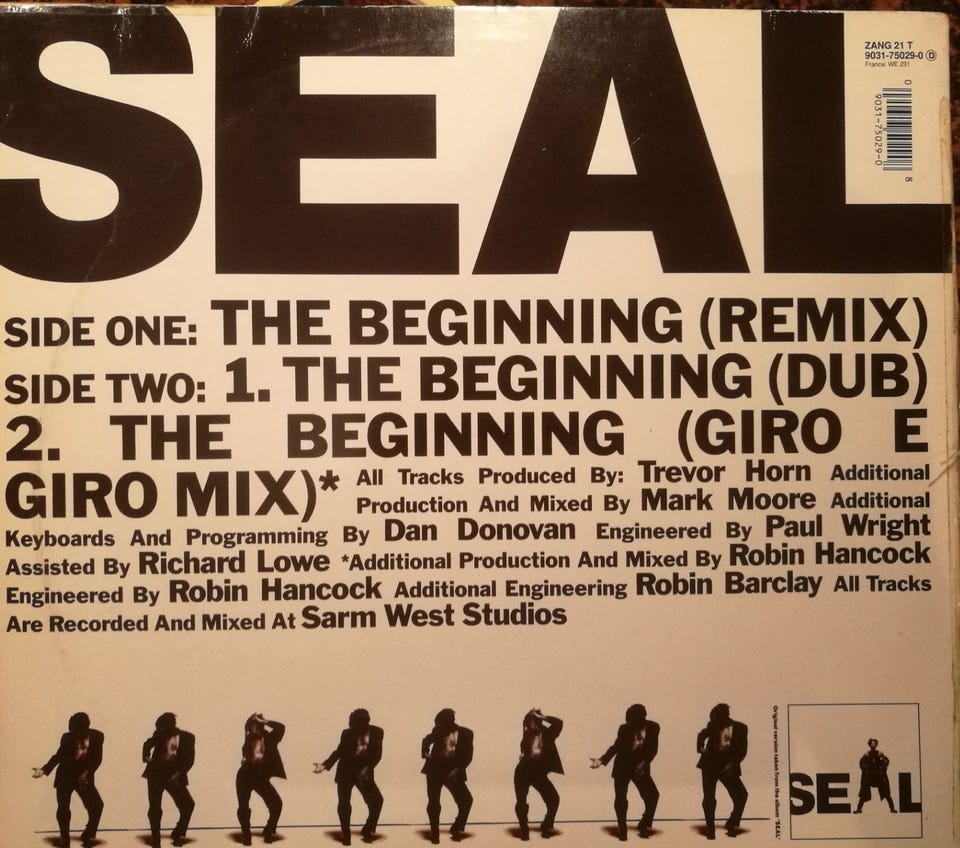 SEAL
ZANG 21 T
9031-75029-0 Ⓓ
France: WE 231
0
9031-75029-0
8
SIDE ONE: THE BEGINNING (REMIX)
SIDE TWO: 1. THE BEGINNING (DUB)
2. THE BEGINNING (GIRO E
GIRO MIX)* All Tracks Produced By: Trevor Horn Additional
Production And Mixed By Mark Moore Additional
Keyboards And Programming By Dan Donovan Engineered By Paul Wright
Assisted By Richard Lowe *Additional Production And Mixed By Robin Hancock
Engineered By Robin Hancock Additional Engineering Robin Barclay All Tracks
Are Recorded And Mixed At Sarm West Studios
Original version taken from the album 'SEAL'
SEAL